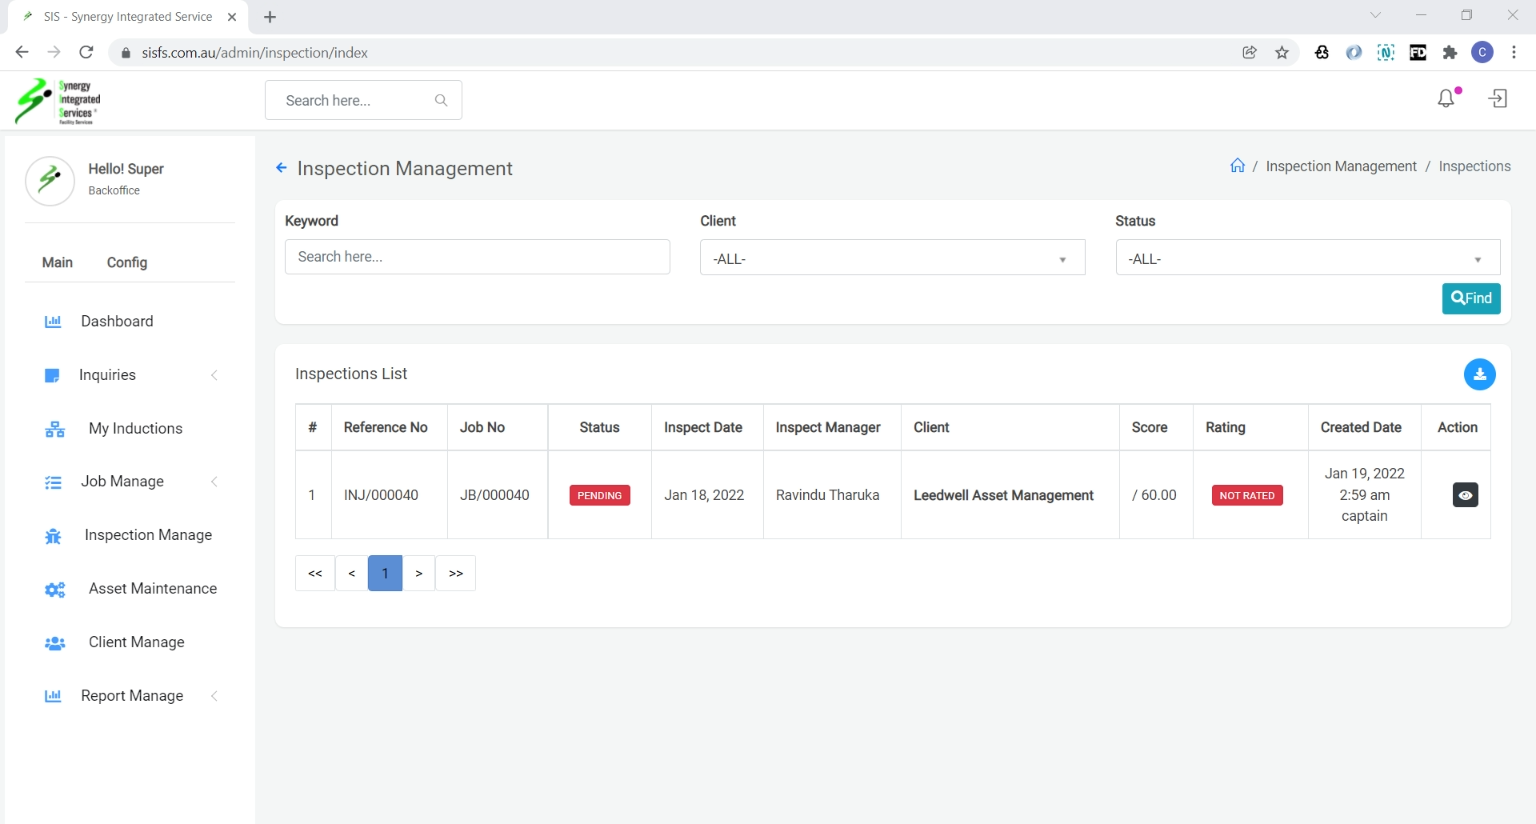 SIS - Synergy Integrated Service
sisfs.com.au/admin/inspection/index
FD
C
Synergy
Integrated
Services
Facility Services
Search here...
Hello! Super
Backoffice
Main Config
Dashboard
Inquiries
My Inductions
Job Manage
Inspection Manage
Asset Maintenance
Client Manage
Report Manage
Inspection Management
/ Inspection Management / Inspections
Keyword Client Status
Search here... -ALL- -ALL-
Find
Inspections List
# Reference No Job No Status Inspect Date Inspect Manager Client Score Rating Created Date Action
1 INJ/000040 JB/000040 PENDING Jan 18, 2022 Ravindu Tharuka Leedwell Asset Management / 60.00 NOT RATED Jan 19, 2022
2:59 am
captain
<< < 1 > >>